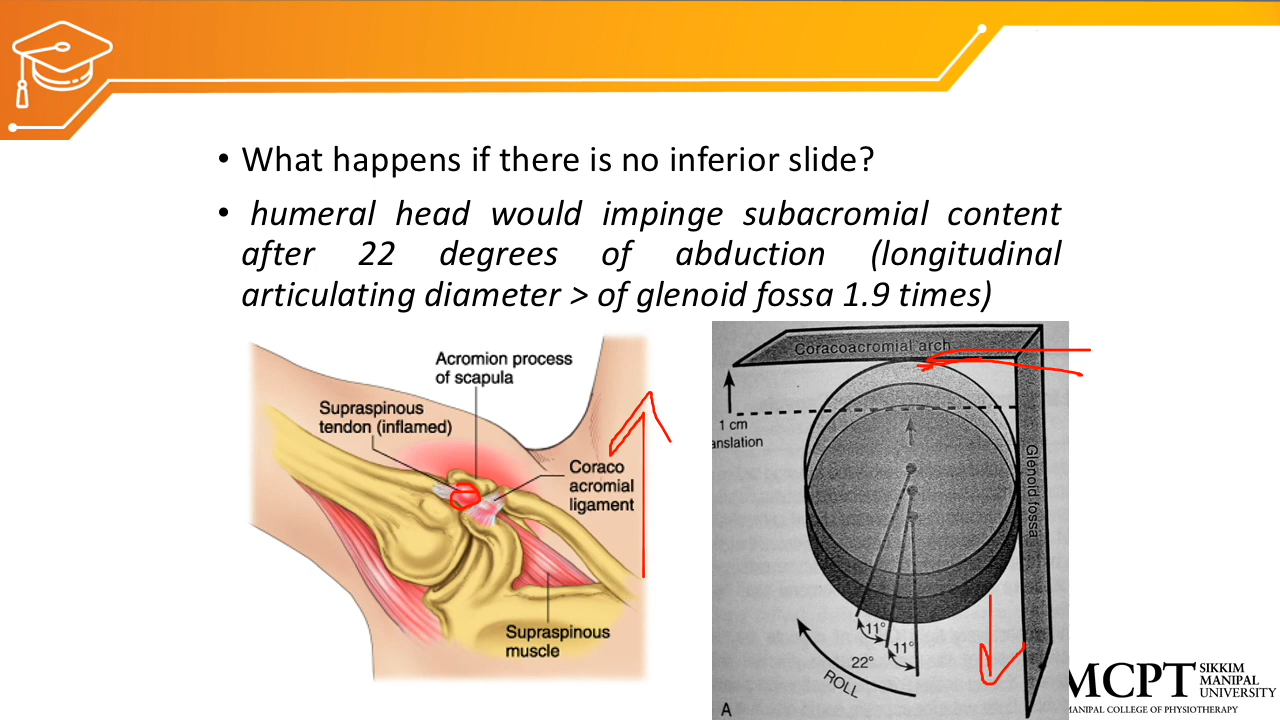 • What happens if there is no inferior slide?
• humeral head would impinge subacromial content
after 22 degrees of abduction (longitudinal
articulating diameter > of glenoid fossa 1.9 times)
Acromion process
of scapula
Supraspinous
tendon (inflamed)
Coraco
acromial
ligament
Supraspinous
muscle
Coracoacromial arch
1 cm
anslation
Glenoid fossa
11°
11°
22°
ROLL
A
MCPT
SIKKIM
MANIPAL
UNIVERSITY
MANIPAL COLLEGE OF PHYSIOTHERAPY